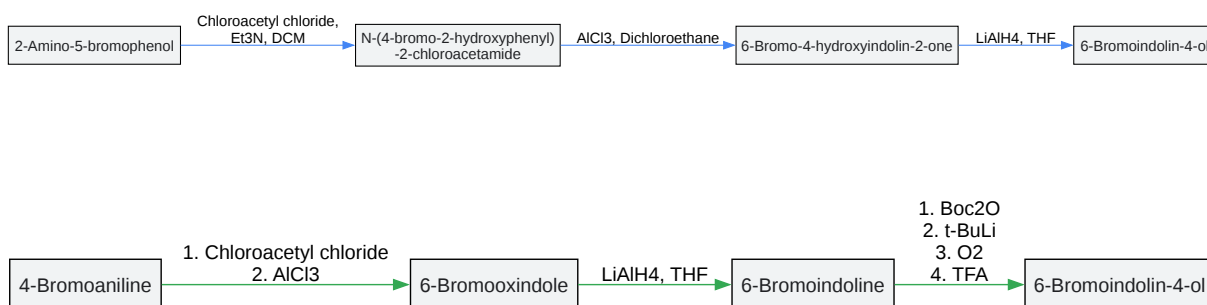 2-Amino-5-bromophenol
Chloroacetyl chloride,
Et3N, DCM
N-(4-bromo-2-hydroxyphenyl)
-2-chloroacetamide
AlCl3, Dichloroethane
6-Bromo-4-hydroxyindolin-2-one
LiAlH4, THF
6-Bromoindolin-4-ol
4-Bromoaniline
1. Chloroacetyl chloride
2. AlCl3
6-Bromooxindole
LiAlH4, THF
6-Bromoindoline
1. Boc2O
2. t-BuLi
3. O2
4. TFA
6-Bromoindolin-4-ol